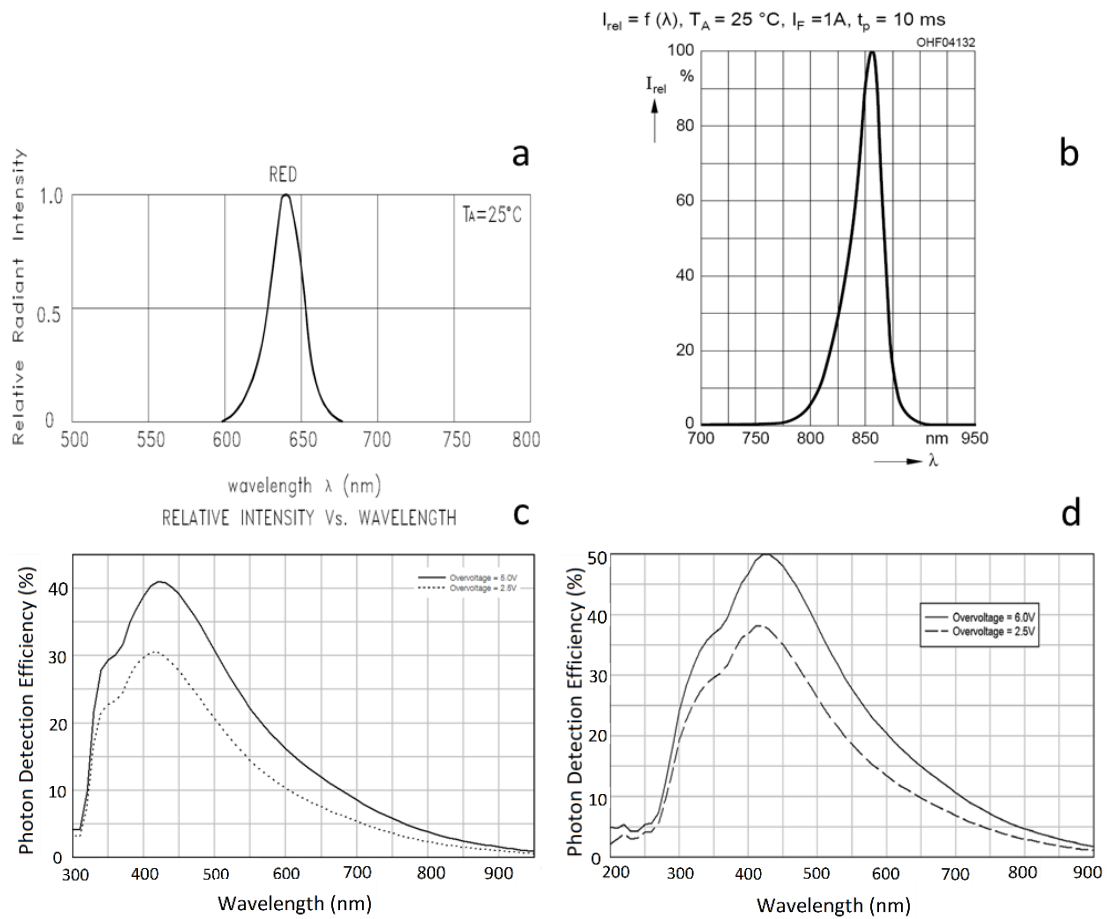 I_rel = f (λ), T_A = 25 °C, I_F =1A, t_p = 10 ms
OHF04132
a
RED
Relative Radiant Intensity
1.0
0.5
0
TA=25°C
500 550 600 650 700 750 800
wavelength λ (nm)
RELATIVE INTENSITY Vs. WAVELENGTH
b
I_rel
%
100
80
60
40
20
0
700 750 800 850 nm 950
λ
c
Photon Detection Efficiency (%)
40
30
20
10
0
Overvoltage = 6.0V
Overvoltage = 2.5V
300 400 500 600 700 800 900
Wavelength (nm)
d
Photon Detection Efficiency (%)
50
40
30
20
10
0
Overvoltage = 6.0V
Overvoltage = 2.5V
200 300 400 500 600 700 800 900
Wavelength (nm)